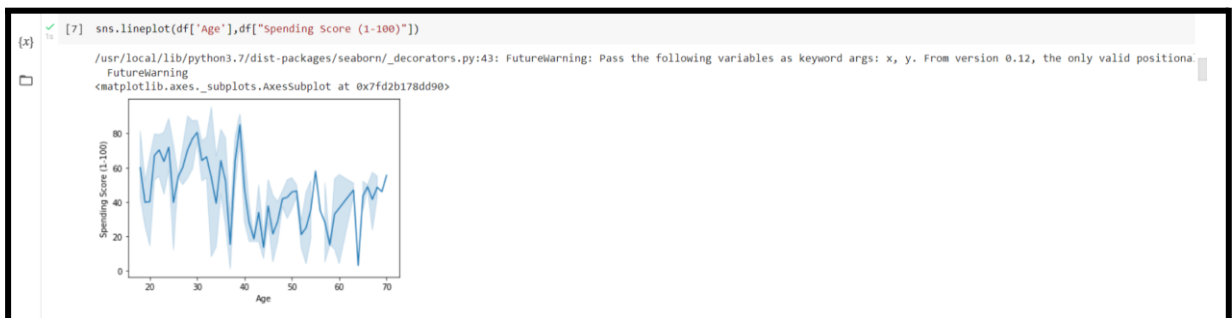 [7] sns.lineplot(df['Age'],df["Spending Score (1-100)"])
1s
{x}
/usr/local/lib/python3.7/dist-packages/seaborn/_decorators.py:43: FutureWarning: Pass the following variables as keyword args: x, y. From version 0.12, the only valid positiona
FutureWarning
<matplotlib.axes._subplots.AxesSubplot at 0x7fd2b178dd90>
80
60
40
20
0
Spending Score (1-100)
20 30 40 50 60 70
Age